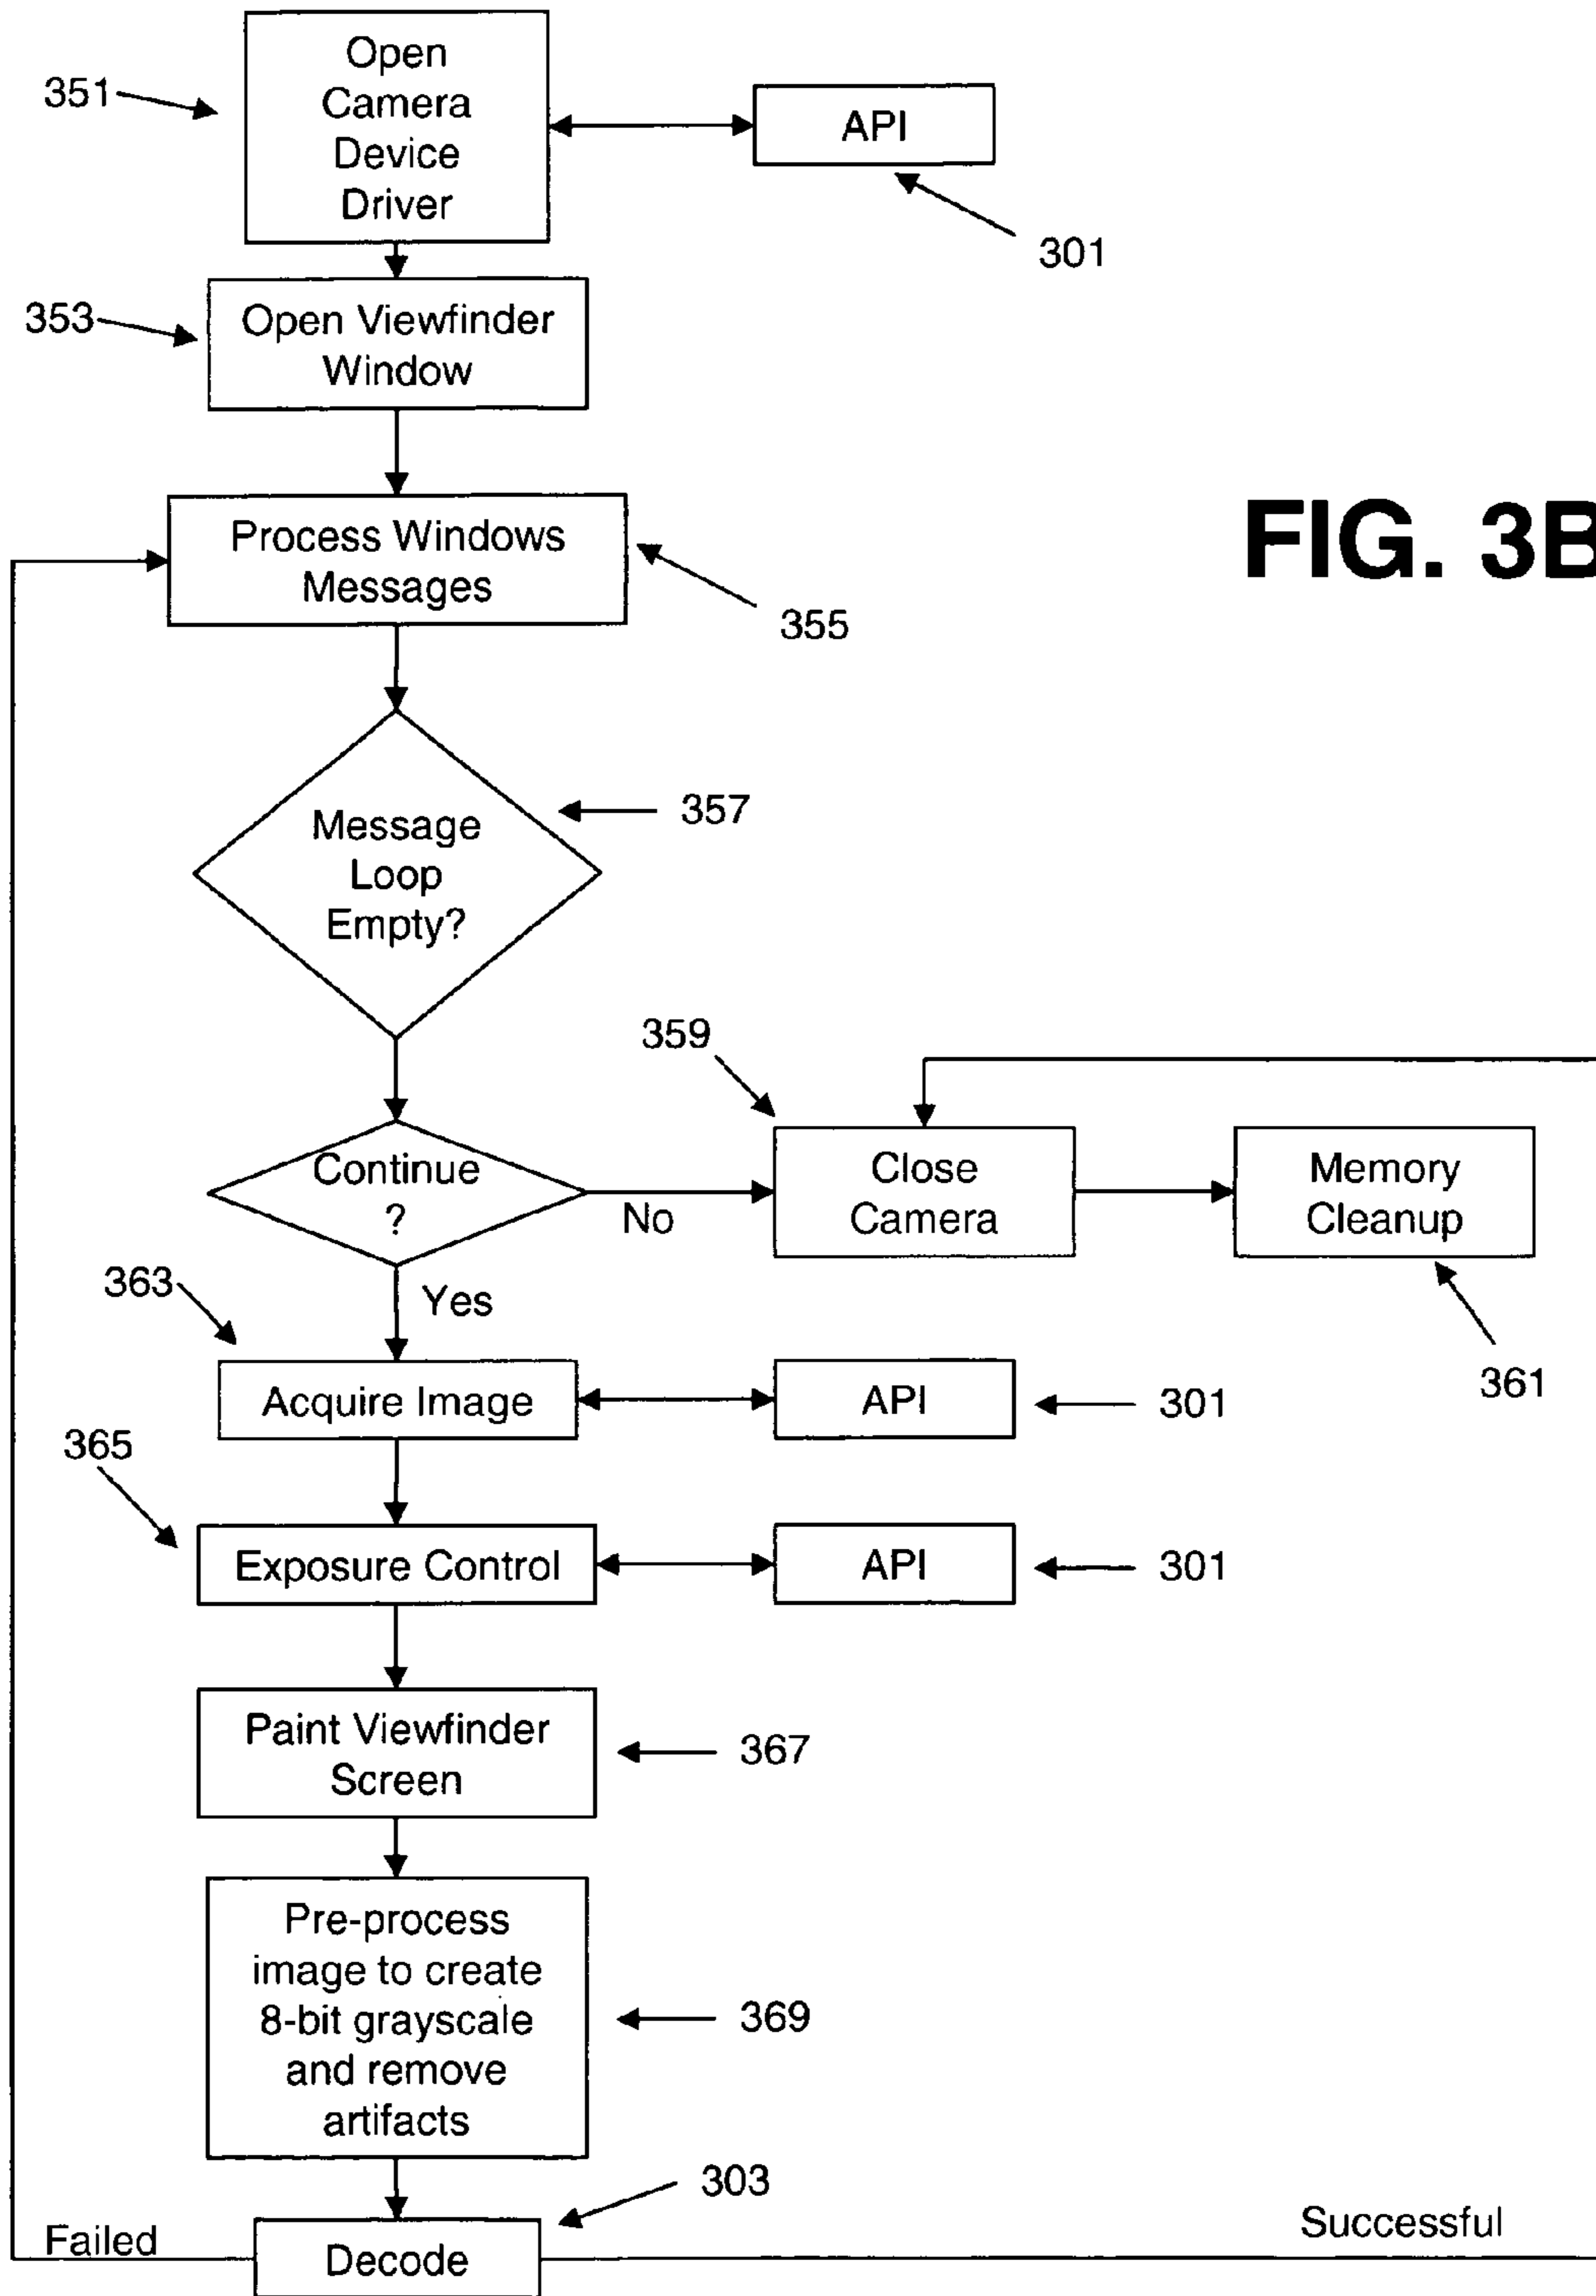 Open
Camera
Device
Driver
351
API
301
353
Open Viewfinder
Window
FIG. 3B
Process Windows
Messages
355
Message
Loop
Empty?
357
359
Continue
?
No
Close
Camera
Memory
Cleanup
361
Yes
363
Acquire Image
API
301
365
Exposure Control
API
301
Paint Viewfinder
Screen
367
Pre-process
image to create
8-bit grayscale
and remove
artifacts
369
303
Failed
Decode
Successful